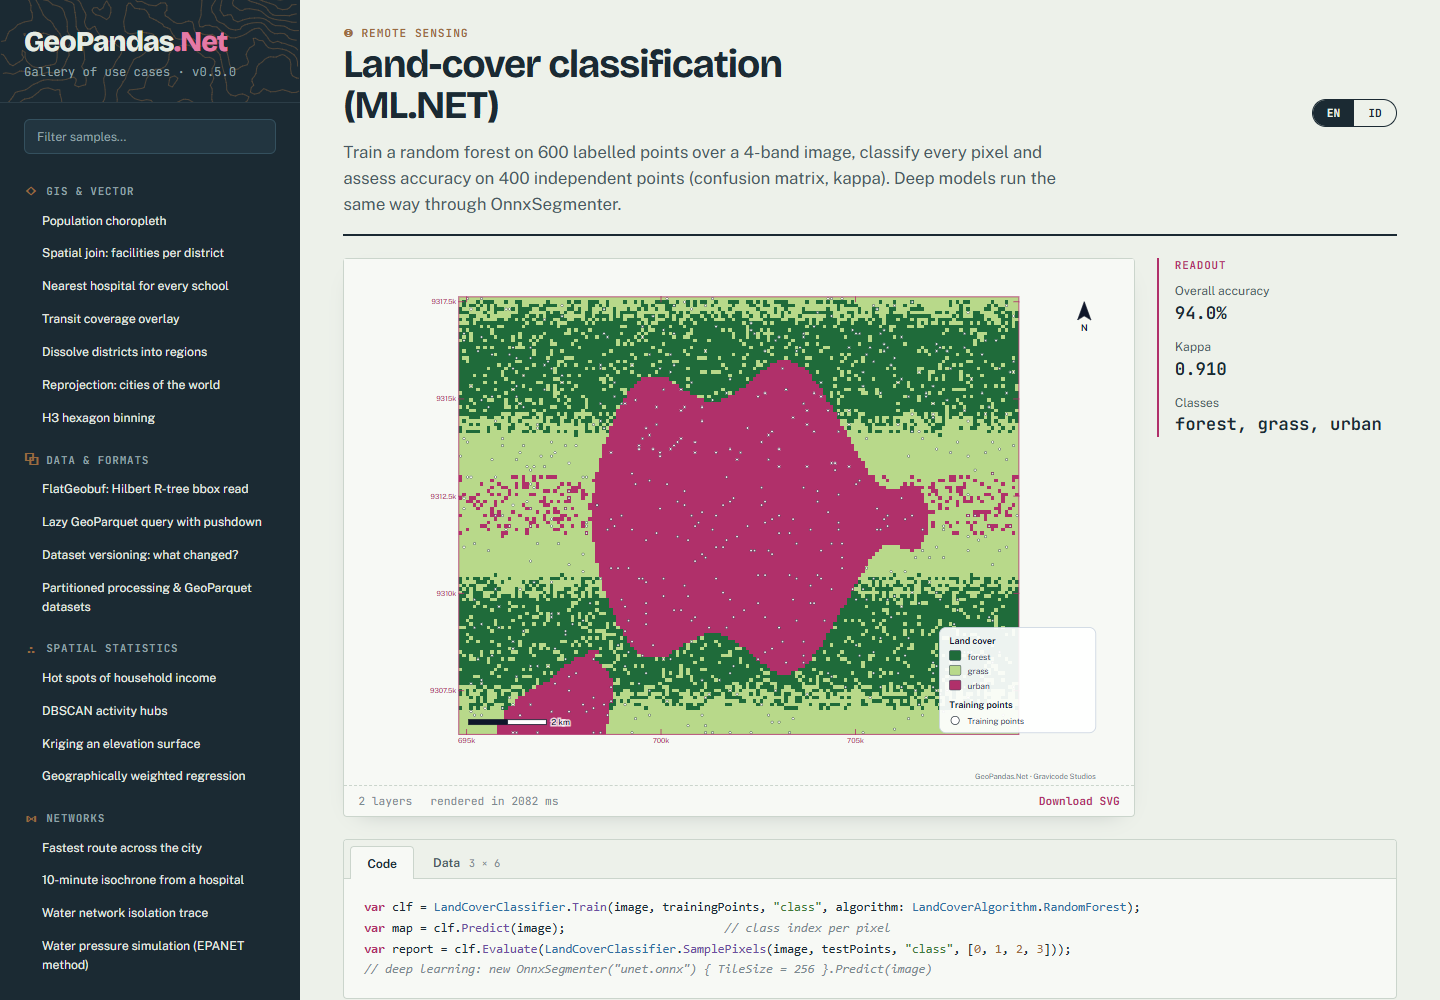 GeoPandas.Net
Gallery of use cases · v0.5.0
Filter samples...
GIS & VECTOR
Population choropleth
Spatial join: facilities per district
Nearest hospital for every school
Transit coverage overlay
Dissolve districts into regions
Reprojection: cities of the world
H3 hexagon binning
DATA & FORMATS
FlatGeobuf: Hilbert R-tree bbox read
Lazy GeoParquet query with pushdown
Dataset versioning: what changed?
Partitioned processing & GeoParquet
datasets
SPATIAL STATISTICS
Hot spots of household income
DBSCAN activity hubs
Kriging an elevation surface
Geographically weighted regression
NETWORKS
Fastest route across the city
10-minute isochrone from a hospital
Water network isolation trace
Water pressure simulation (EPANET
method)
REMOTE SENSING
Land-cover classification
(ML.NET)
EN ID
Train a random forest on 600 labelled points over a 4-band image, classify every pixel and
assess accuracy on 400 independent points (confusion matrix, kappa). Deep models run the
same way through OnnxSegmenter.
9317.5k
9315k
9312.5k
9310k
9307.5k
695k
700k
705k
N
2 km
Land cover
forest
grass
urban
Training points
Training points
GeoPandas.Net · Gravicode Studios
2 layers rendered in 2082 ms
Download SVG
READOUT
Overall accuracy
94.0%
Kappa
0.910
Classes
forest, grass, urban
Code Data 3 × 6
var clf = LandCoverClassifier.Train(image, trainingPoints, "class", algorithm: LandCoverAlgorithm.RandomForest);
var map = clf.Predict(image); // class index per pixel
var report = clf.Evaluate(LandCoverClassifier.SamplePixels(image, testPoints, "class", [0, 1, 2, 3]));
// deep learning: new OnnxSegmenter("unet.onnx") { TileSize = 256 }.Predict(image)